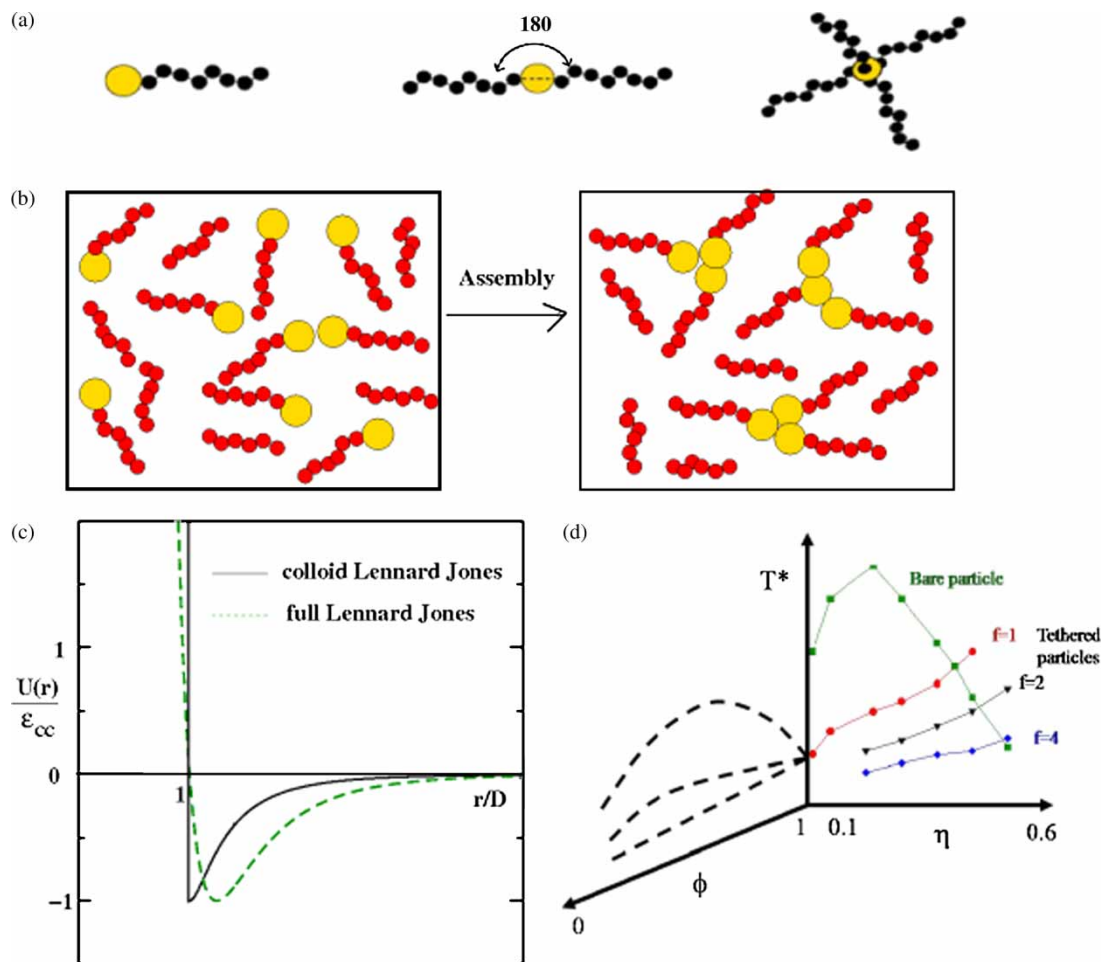 (a)
180
(b)
Assembly
(c)
colloid Lennard Jones
full Lennard Jones
1
U(r)
ε_cc
0
1
r/D
−1
(d)
T*
Bare particle
f=1
Tethered
particles
f=2
f=4
1
0.1
η
0.6
ϕ
0